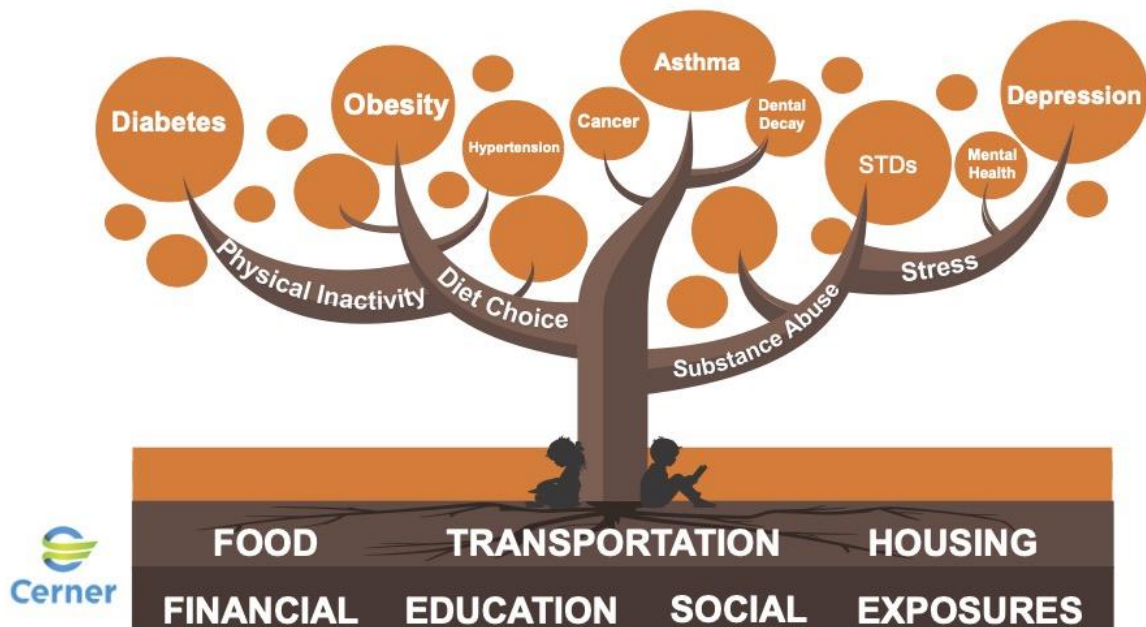 Asthma
Depression
Obesity
Diabetes
Cancer
Dental
Decay
Hypertension
STDs
Mental
Health
Physical Inactivity
Diet Choice
Substance Abuse
Stress
FOOD TRANSPORTATION HOUSING
Cerner
FINANCIAL EDUCATION SOCIAL EXPOSURES